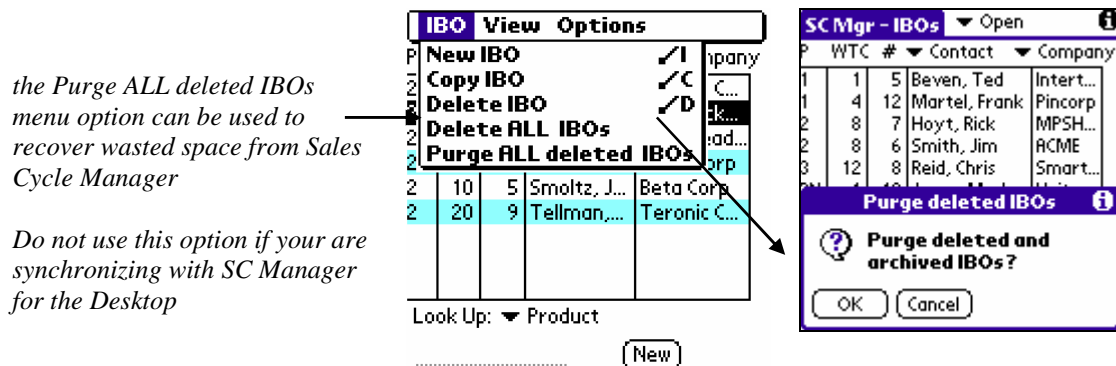 the Purge ALL deleted IBOs
menu option can be used to
recover wasted space from Sales
Cycle Manager
Do not use this option if your are
synchronizing with SC Manager
for the Desktop
IBO View Options
New IBO /I
Copy IBO /C
Delete IBO /D
Delete ALL IBOs
Purge ALL deleted IBOs
2 10 5 Smoltz, J... Beta Corp
2 20 9 Tellman,... Teronic C...
Look Up: Product
New
SC Mgr - IBOs Open
P WTC # Contact Company
1 1 5 Beven, Ted Intert...
1 4 12 Martel, Frank Pincorp
2 8 7 Hoyt, Rick MPSH...
2 8 6 Smith, Jim ACME
3 12 8 Reid, Chris Smart...
Purge deleted IBOs
Purge deleted and
archived IBOs?
OK Cancel